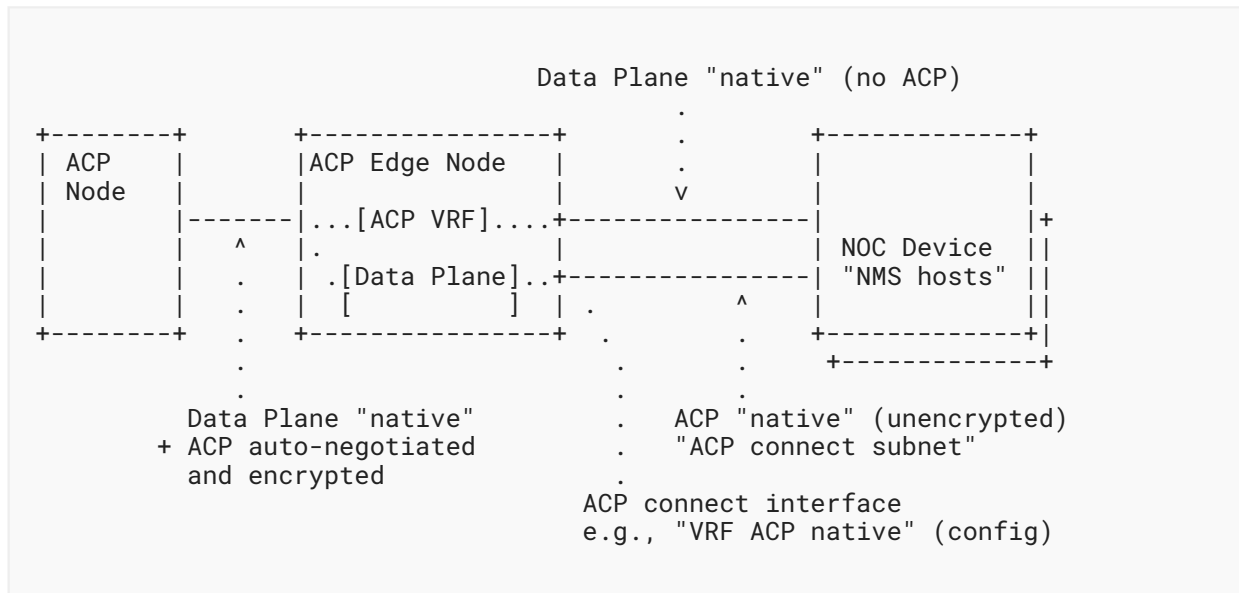 Data Plane "native" (no ACP)
.
+--------+       +----------------+         .         +-------------+
| ACP    |       |ACP Edge Node   |         .         |             |
| Node   |       |                |         v         |             |
|        |-------|...[ACP VRF]....+-----------------|             |+
|        |   ^   |.               |                   | NOC Device  ||
|        |   .   | .[Data Plane]..+-----------------| "NMS hosts" ||
|        |   .   |  [          ]  | .          ^      |             ||
+--------+   .   +----------------+  .         .      +-------------+|
.                        .        .       +-------------+
.                        .        .
Data Plane "native"         .   ACP "native" (unencrypted)
+ ACP auto-negotiated        .   "ACP connect subnet"
and encrypted              .
ACP connect interface
e.g., "VRF ACP native" (config)